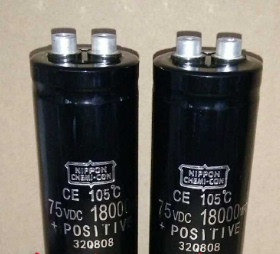 NIPPON
CHEMI-CON
CE 105℃
75VDC 1800
+ POSITIVE
32Q808
NIPPON
CHEMI-CON
CE 105℃
75VDC 18000
+ POSITIVE
32Q808